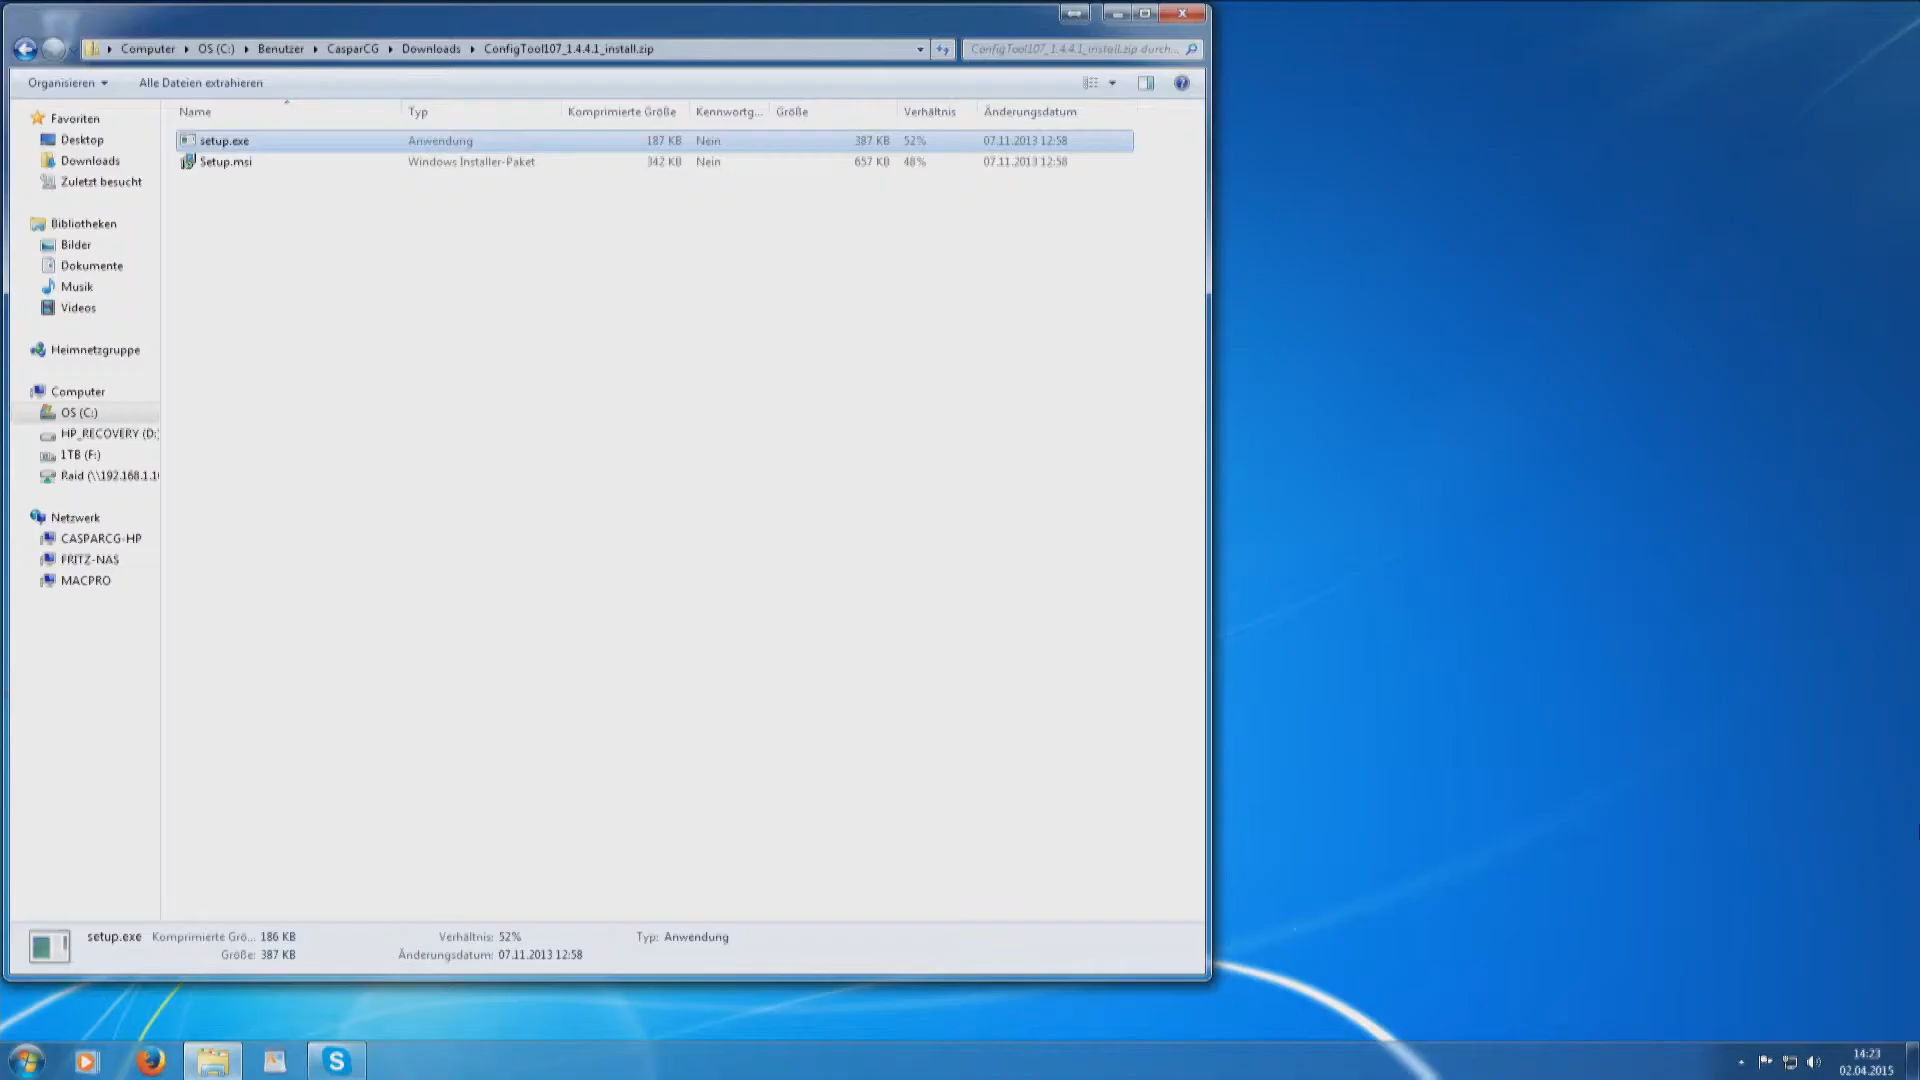 Computer OS (C:) Benutzer CasparCG Downloads ConfigTool107_1.4.4.1_install.zip
ConfigTool107_1.4.4.1_install.zip durch...
Organisieren Alle Dateien extrahieren
Name Typ Komprimierte Größe Kennwortg... Größe Verhältnis Änderungsdatum
setup.exe Anwendung 187 KB Nein 387 KB 52% 07.11.2013 12:58
Setup.msi Windows Installer-Paket 342 KB Nein 657 KB 48% 07.11.2013 12:58
Favoriten
Desktop
Downloads
Zuletzt besucht
Bibliotheken
Bilder
Dokumente
Musik
Videos
Heimnetzgruppe
Computer
OS (C:)
HP_RECOVERY (D:)
1TB (F:)
Raid (\\192.168.1.10
Netzwerk
CASPARCG-HP
FRITZ-NAS
MACPRO
setup.exe Komprimierte Grö... 186 KB Verhältnis: 52% Typ: Anwendung
Größe: 387 KB Änderungsdatum: 07.11.2013 12:58
14:23
02.04.2015